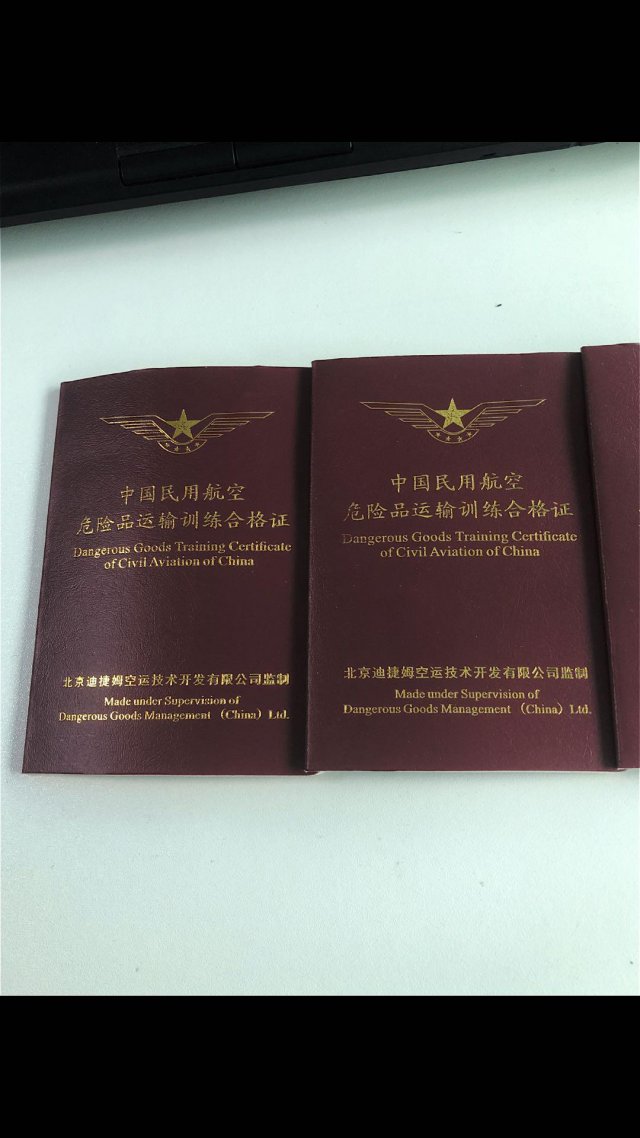 中国民用航空
危险品运输训练合格证
Dangerous Goods Training Certificate
of Civil Aviation of China
北京迪捷姆空运技术开发有限公司监制
Made under Supervision of
Dangerous Goods Management （China）Ltd.
中国民用航空
危险品运输训练合格证
Dangerous Goods Training Certificate
of Civil Aviation of China
北京迪捷姆空运技术开发有限公司监制
Made under Supervision of
Dangerous Goods Management （China）Ltd.